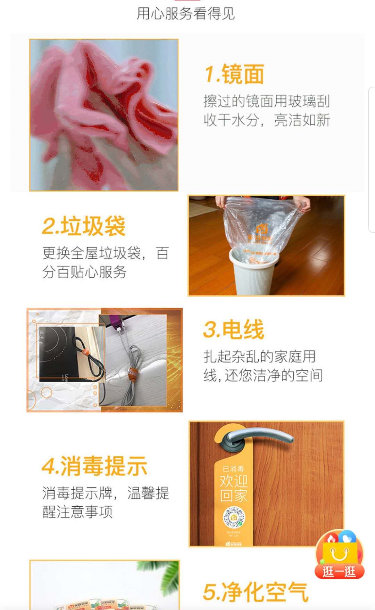 用心服务看得见
1.镜面
擦过的镜面用玻璃刮
收干水分，亮洁如新
2.垃圾袋
更换全屋垃圾袋，百
分百贴心服务
3.电线
扎起杂乱的家庭用
线,还您洁净的空间
4.消毒提示
消毒提示牌，温馨提
醒注意事项
已消毒
欢迎
回家
逛一逛
5.净化空气